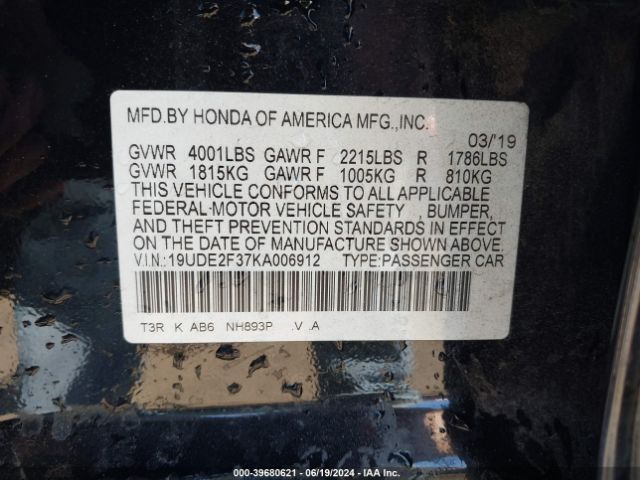 MFD.BY HONDA OF AMERICA MFG.,INC.
03/'19
GVWR 4001LBS GAWR F 2215LBS R 1786LBS
GVWR 1815KG GAWR F 1005KG R 810KG
THIS VEHICLE CONFORMS TO ALL APPLICABLE
FEDERAL-MOTOR VEHICLE SAFETY , BUMPER,
AND THEFT PREVENTION STANDARDS IN EFFECT
ON THE DATE OF MANUFACTURE SHOWN ABOVE.
V.I.N.: 19UDE2F37KA006912 TYPE:PASSENGER CAR
T3R K AB6 NH893P .V .A
000-39680621 - 06/19/2024 - IAA Inc.